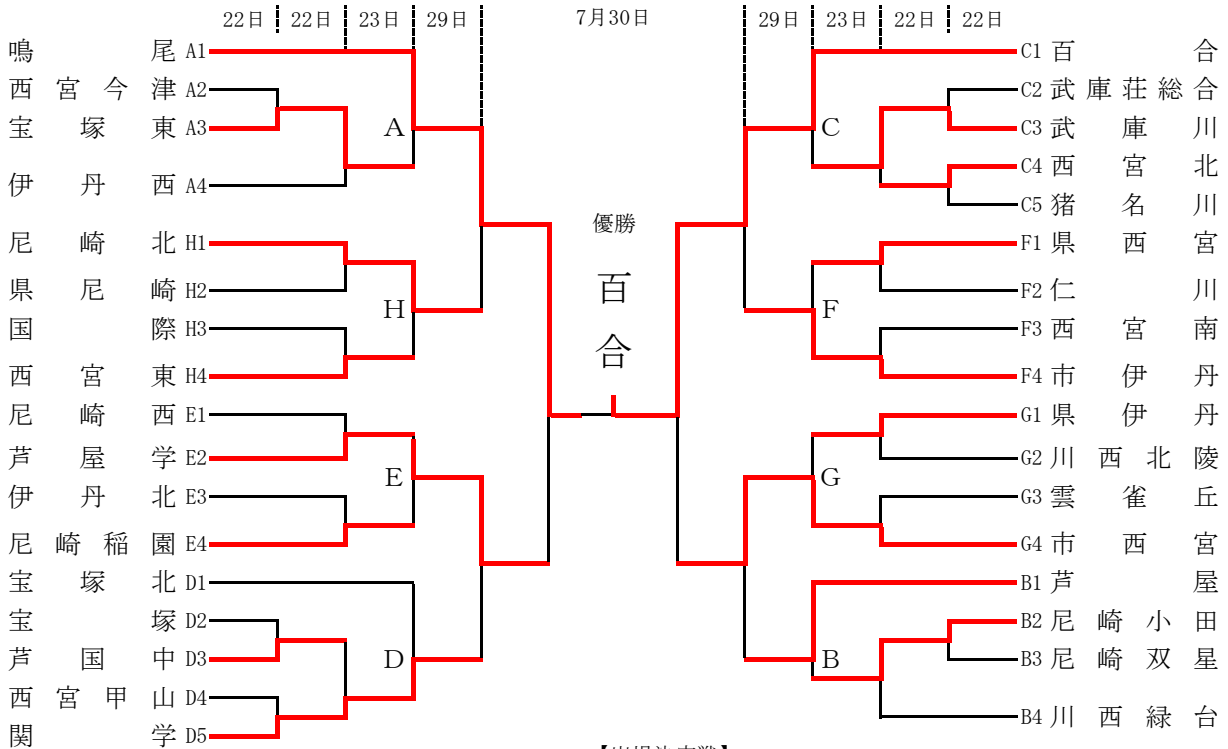 22日 22日 23日 29日 7月30日 29日 23日 22日 22日
鳴尾 A1
西宮今津 A2
宝塚東 A3
伊丹西 A4
尼崎北 H1
県尼崎 H2
国際 H3
西宮東 H4
尼崎西 E1
芦屋学 E2
伊丹北 E3
尼崎稲園 E4
宝塚北 D1
宝塚 D2
芦国中 D3
西宮甲山 D4
関学 D5
A
H
E
D
優勝
百合
C
F
G
B
C1 百合
C2 武庫荘総合
C3 武庫川
C4 西宮北
C5 猪名川
F1 県西宮
F2 仁川
F3 西宮南
F4 市伊丹
G1 県伊丹
G2 川西北陵
G3 雲雀丘
G4 市西宮
B1 芦屋
B2 尼崎小田
B3 尼崎双星
B4 川西緑台